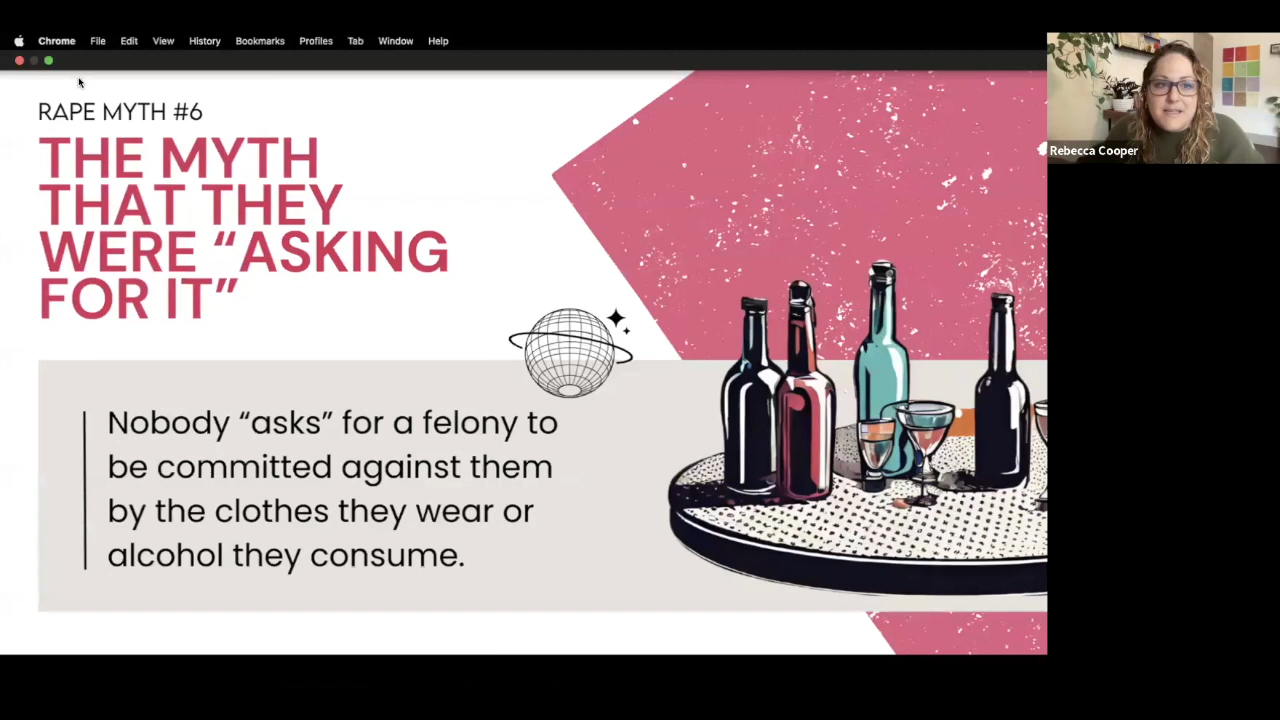 Chrome File Edit View History Bookmarks Profiles Tab Window Help
RAPE MYTH #6
THE MYTH
THAT THEY
WERE “ASKING
FOR IT”
Nobody “asks” for a felony to
be committed against them
by the clothes they wear or
alcohol they consume.
Rebecca Cooper